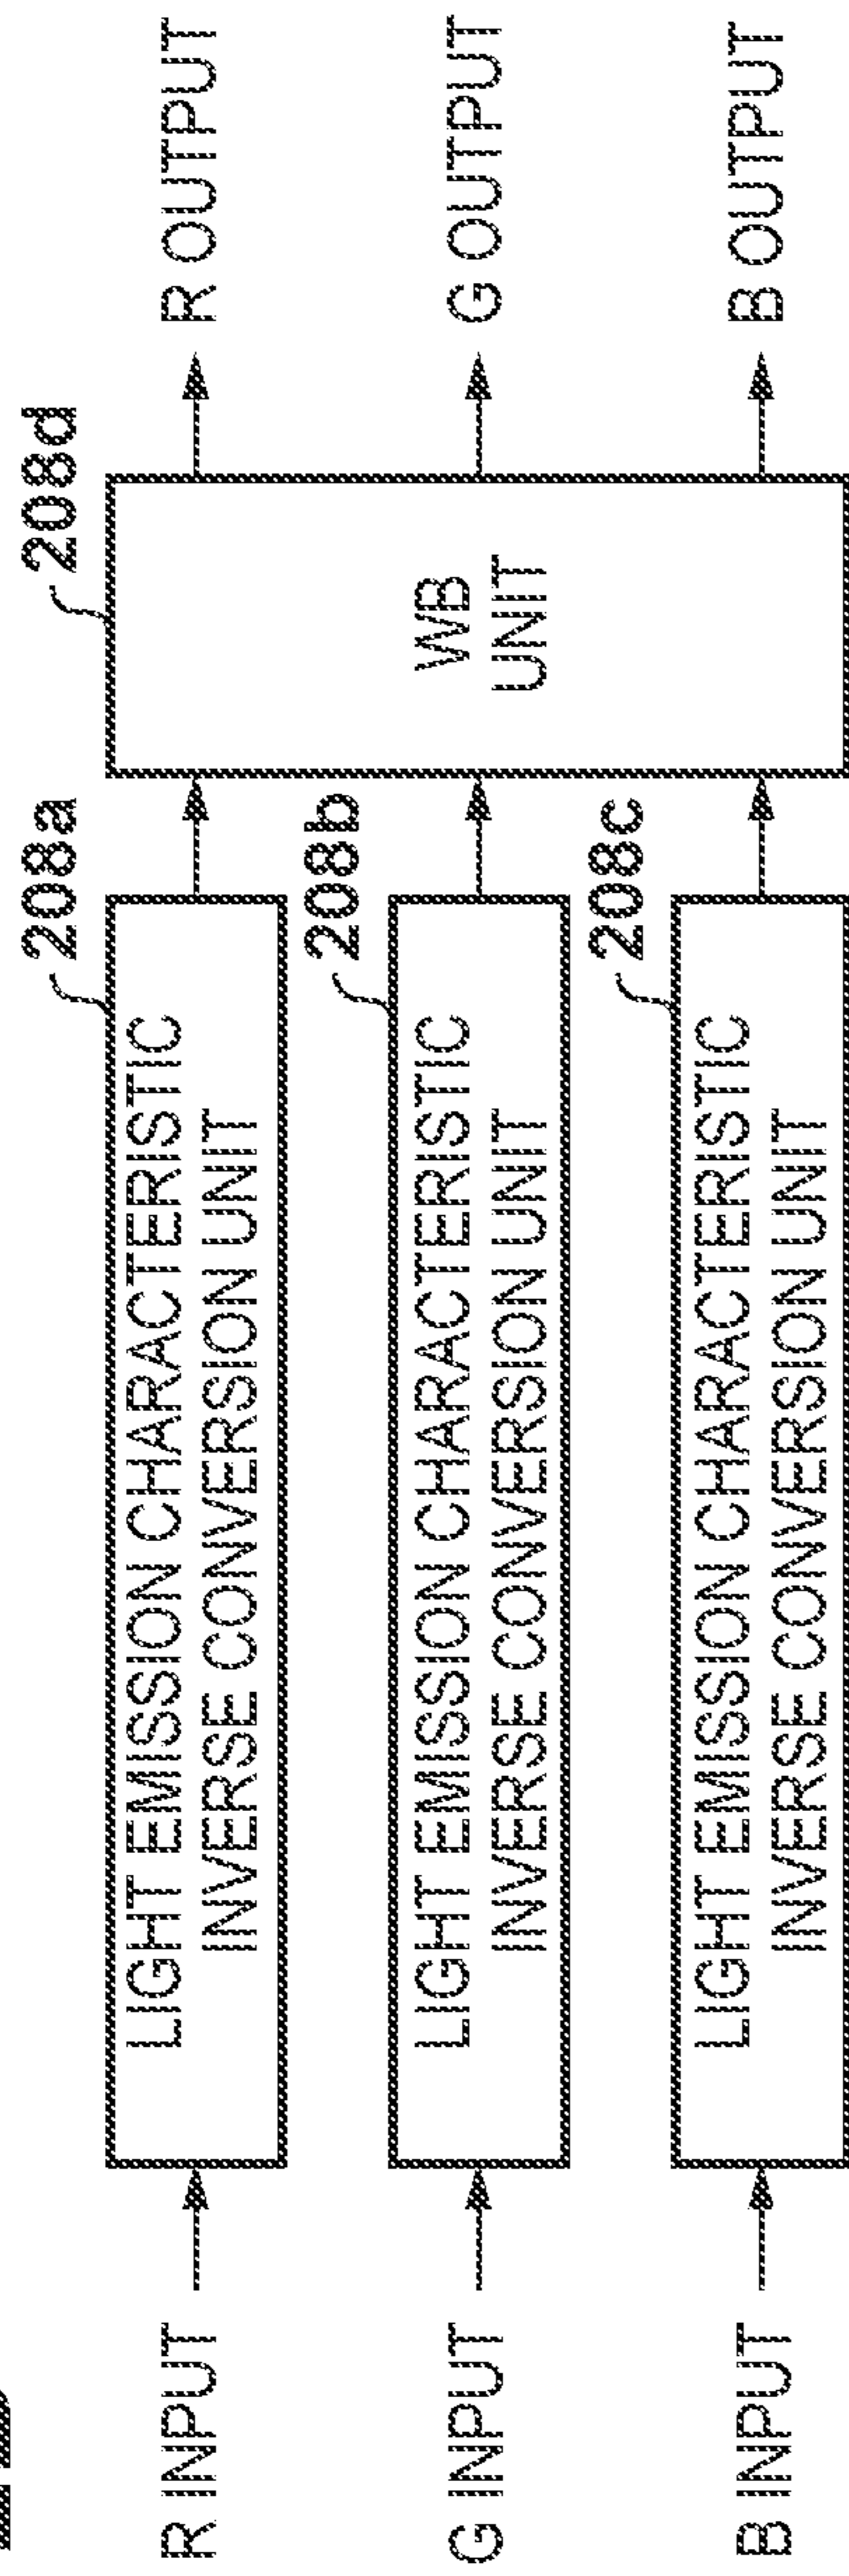 208a
208d
R INPUT
LIGHT EMISSION CHARACTERISTIC
INVERSE CONVERSION UNIT
R OUTPUT
208b
G INPUT
LIGHT EMISSION CHARACTERISTIC
INVERSE CONVERSION UNIT
WB
UNIT
G OUTPUT
208c
B INPUT
LIGHT EMISSION CHARACTERISTIC
INVERSE CONVERSION UNIT
B OUTPUT